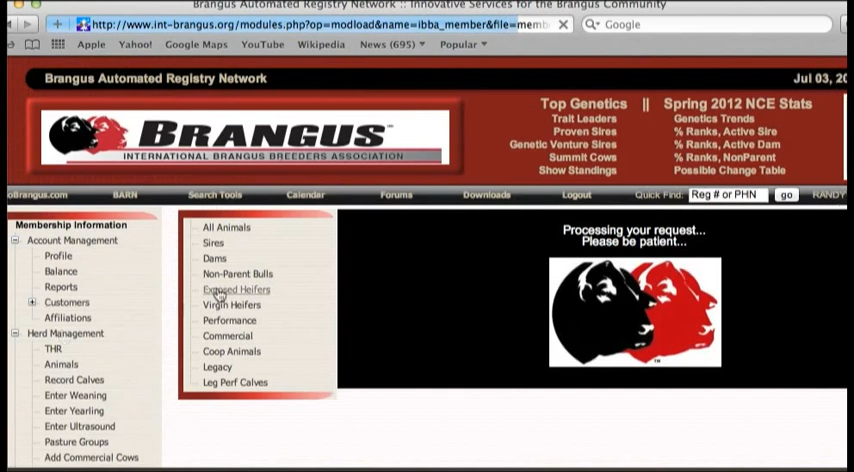 Brangus Automated Registry Network :: Innovative Services for the Brangus Community
http://www.int-brangus.org/modules.php?op=modload&name=ibba_member&file=memb
Google
Apple Yahoo! Google Maps YouTube Wikipedia News (695) Popular
Brangus Automated Registry Network
Jul 03, 20
BRANGUS
INTERNATIONAL BRANGUS BREEDERS ASSOCIATION
Top Genetics || Spring 2012 NCE Stats
Trait Leaders Genetics Trends
Proven Sires % Ranks, Active Sire
Genetic Venture Sires % Ranks, Active Dam
Summit Cows % Ranks, NonParent
Show Standings Possible Change Table
oBrangus.com BARN Search Tools Calendar Forums Downloads Logout Quick Find: Reg # or PHN go RANDY
Membership Information
Account Management
Profile
Balance
Reports
Customers
Affiliations
Herd Management
THR
Animals
Record Calves
Enter Weaning
Enter Yearling
Enter Ultrasound
Pasture Groups
Add Commercial Cows
All Animals
Sires
Dams
Non-Parent Bulls
Exposed Heifers
Virgin Heifers
Performance
Commercial
Coop Animals
Legacy
Leg Perf Calves
Processing your request...
Please be patient...